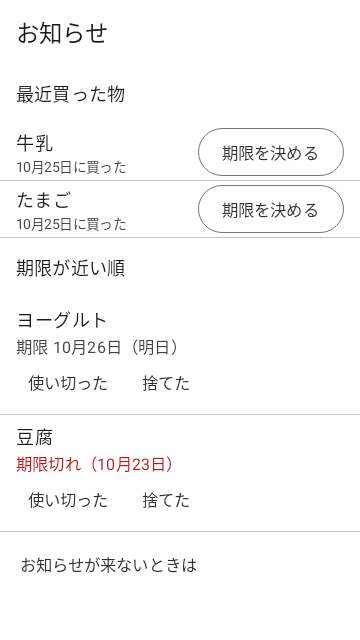 お知らせ
最近買った物
牛乳
10月25日に買った
期限を決める
たまご
10月25日に買った
期限を決める
期限が近い順
ヨーグルト
期限 10月26日（明日）
使い切った 捨てた
豆腐
期限切れ（10月23日）
使い切った 捨てた
お知らせが来ないときは